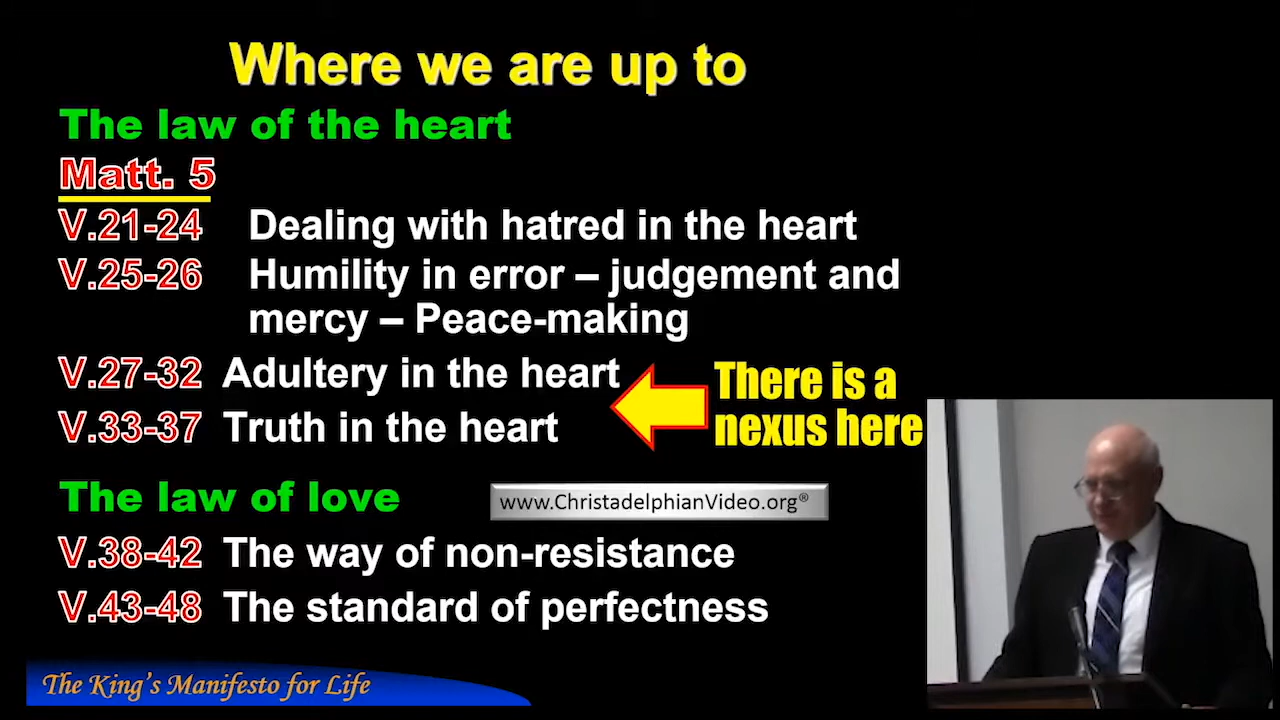 Where we are up to
The law of the heart
Matt. 5
V.21-24 Dealing with hatred in the heart
V.25-26 Humility in error – judgement and
mercy – Peace-making
V.27-32 Adultery in the heart
V.33-37 Truth in the heart
There is a
nexus here
The law of love
www.ChristadelphianVideo.org®
V.38-42 The way of non-resistance
V.43-48 The standard of perfectness
The King's Manifesto for Life